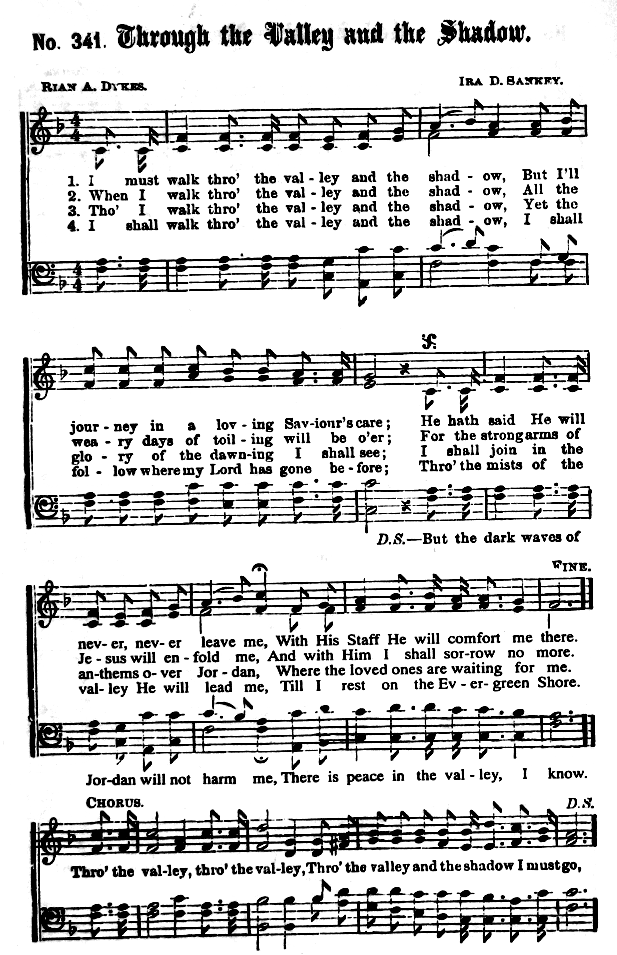 No. 341. Through the Valley and the Shadow.
RIAN A. DYKES. IRA D. SANKEY.
1. I must walk thro' the val - ley and the shad - ow, But I'll
2. When I walk thro' the val - ley and the shad - ow, All the
3. Tho' I walk thro' the val - ley and the shad - ow, Yet the
4. I shall walk thro' the val - ley and the shad - ow, I shall
jour - ney in a lov - ing Sav - iour's care; He hath said He will
wea - ry days of toil - ing will be o'er; For the strong arms of
glo - ry of the dawn - ing I shall see; I shall join in the
fol - low where my Lord has gone be - fore; Thro' the mists of the
D.S.—But the dark waves of
FINE.
nev - er, nev - er leave me, With His Staff He will comfort me there.
Je - sus will en - fold me, And with Him I shall sor - row no more.
an - thems o - ver Jor - dan, Where the loved ones are waiting for me.
val - ley He will lead me, Till I rest on the Ev - er - green Shore.
Jor - dan will not harm me, There is peace in the val - ley, I know.
CHORUS. D.S.
Thro' the val - ley, thro' the val - ley, Thro' the valley and the shadow I must go,